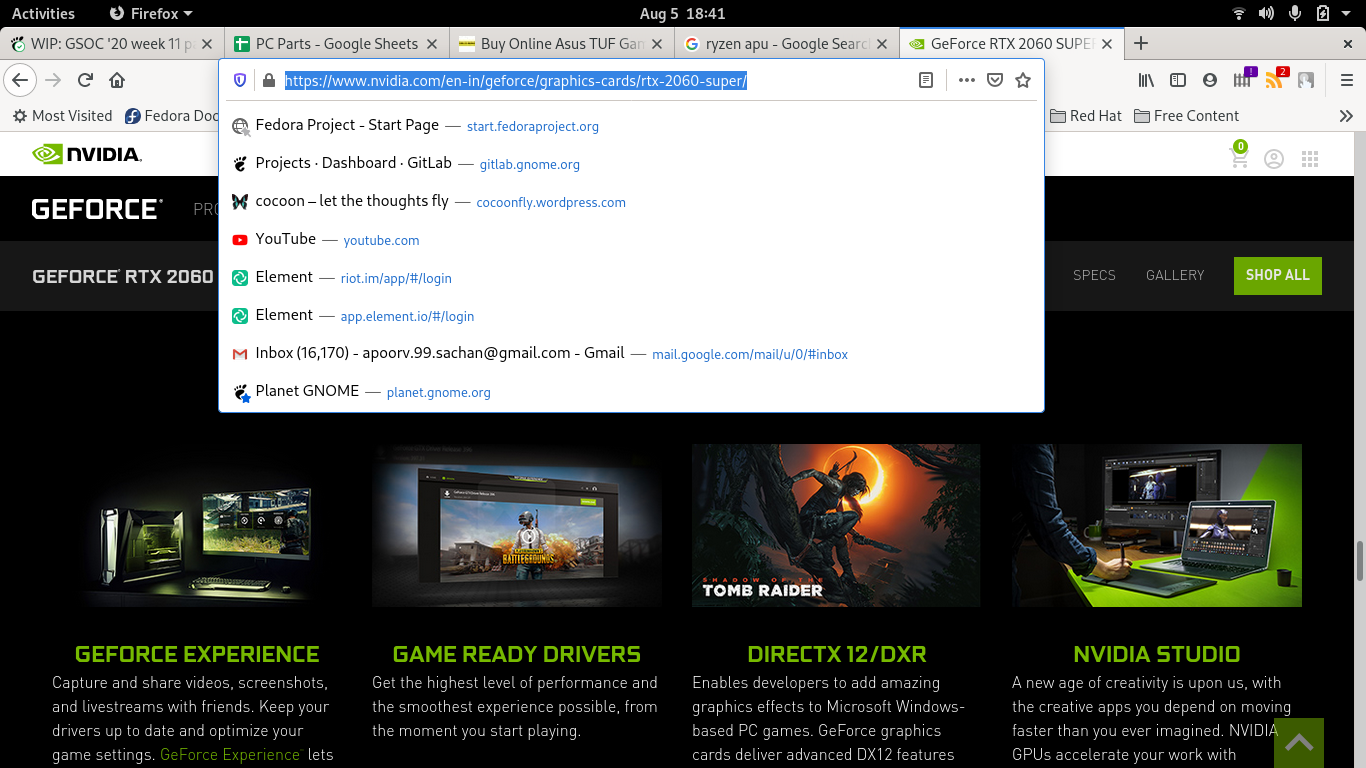 Activities Firefox Aug 5 18:41
WIP: GSOC '20 week 11 p
PC Parts - Google Sheets
Buy Online Asus TUF Gam
ryzen apu - Google Searc
GeForce RTX 2060 SUPER
https://www.nvidia.com/en-in/geforce/graphics-cards/rtx-2060-super/
! 2
Most Visited Fedora Doc Red Hat Free Content
Fedora Project - Start Page — start.fedoraproject.org
Projects · Dashboard · GitLab — gitlab.gnome.org
cocoon – let the thoughts fly — cocoonfly.wordpress.com
YouTube — youtube.com
Element — riot.im/app/#/login
Element — app.element.io/#/login
Inbox (16,170) - apoorv.99.sachan@gmail.com - Gmail — mail.google.com/mail/u/0/#inbox
Planet GNOME — planet.gnome.org
NVIDIA.
0
GEFORCE PRO
GEFORCE RTX 2060 SPECS GALLERY SHOP ALL
PLAYERUNKNOWN'S
BATTLEGROUNDS
SHADOW OF THE
TOMB RAIDER
GEFORCE EXPERIENCE
Capture and share videos, screenshots,
and livestreams with friends. Keep your
drivers up to date and optimize your
game settings. GeForce Experience™ lets
GAME READY DRIVERS
Get the highest level of performance and
the smoothest experience possible, from
the moment you start playing.
DIRECTX 12/DXR
Enables developers to add amazing
graphics effects to Microsoft Windows-
based PC games. GeForce graphics
cards deliver advanced DX12 features
NVIDIA STUDIO
A new age of creativity is upon us, with
the creative apps you depend on moving
faster than you ever imagined. NVIDIA
GPUs accelerate your work with